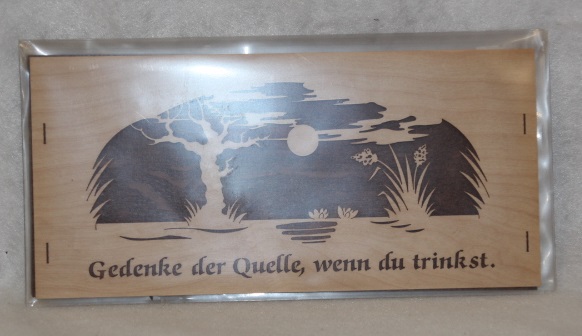 Gedenke der Quelle, wenn du trinkst.